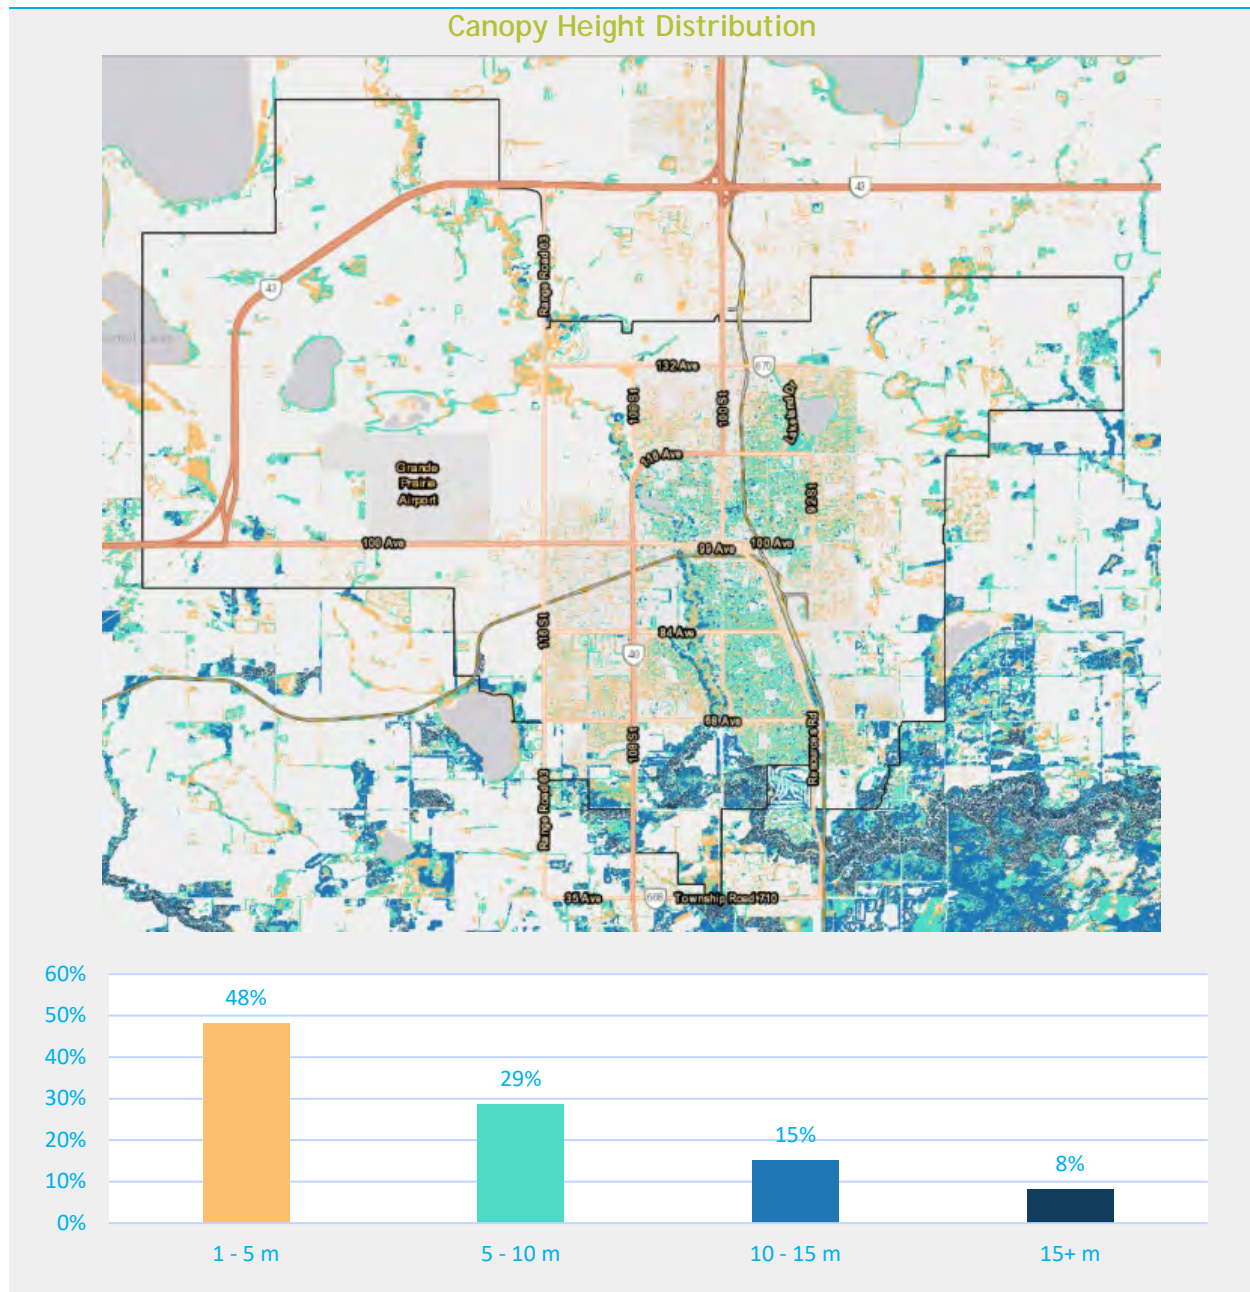 Canopy Height Distribution
43
Range Road 63
43
132 Ave
670
108 St
100 St
Lakeland Dr
116 Ave
Grande
Prairie
Airport
92 St
100 Ave
99 Ave
100 Ave
116 St
84 Ave
40
68 Ave
108 St
Resources Rd
Range Road 63
35 Ave
668
Township Road 710
60%
50%
40%
30%
20%
10%
0%
48%
29%
15%
8%
1 - 5 m
5 - 10 m
10 - 15 m
15+ m